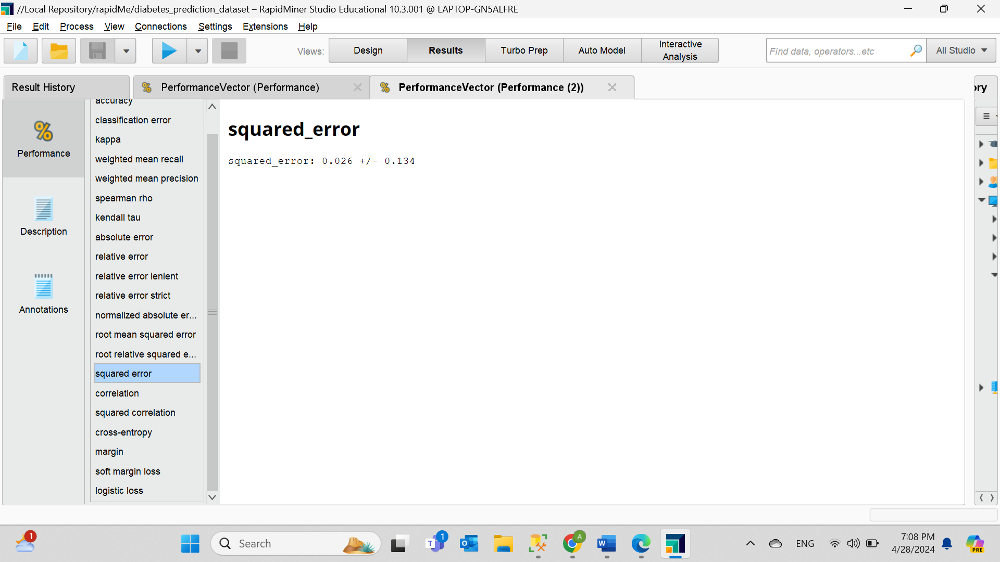 //Local Repository/rapidMe/diabetes_prediction_dataset – RapidMiner Studio Educational 10.3.001 @ LAPTOP-GN5ALFRE
File Edit Process View Connections Settings Extensions Help
Views: Design Results Turbo Prep Auto Model Interactive Analysis
Find data, operators...etc All Studio
Result History PerformanceVector (Performance) PerformanceVector (Performance (2)) ory
Performance
Description
Annotations
accuracy
classification error
kappa
weighted mean recall
weighted mean precision
spearman rho
kendall tau
absolute error
relative error
relative error lenient
relative error strict
normalized absolute er...
root mean squared error
root relative squared e...
squared error
correlation
squared correlation
cross-entropy
margin
soft margin loss
logistic loss
squared_error
squared_error: 0.026 +/- 0.134
1 Search 1 A ENG 7:08 PM
4/28/2024
PRE